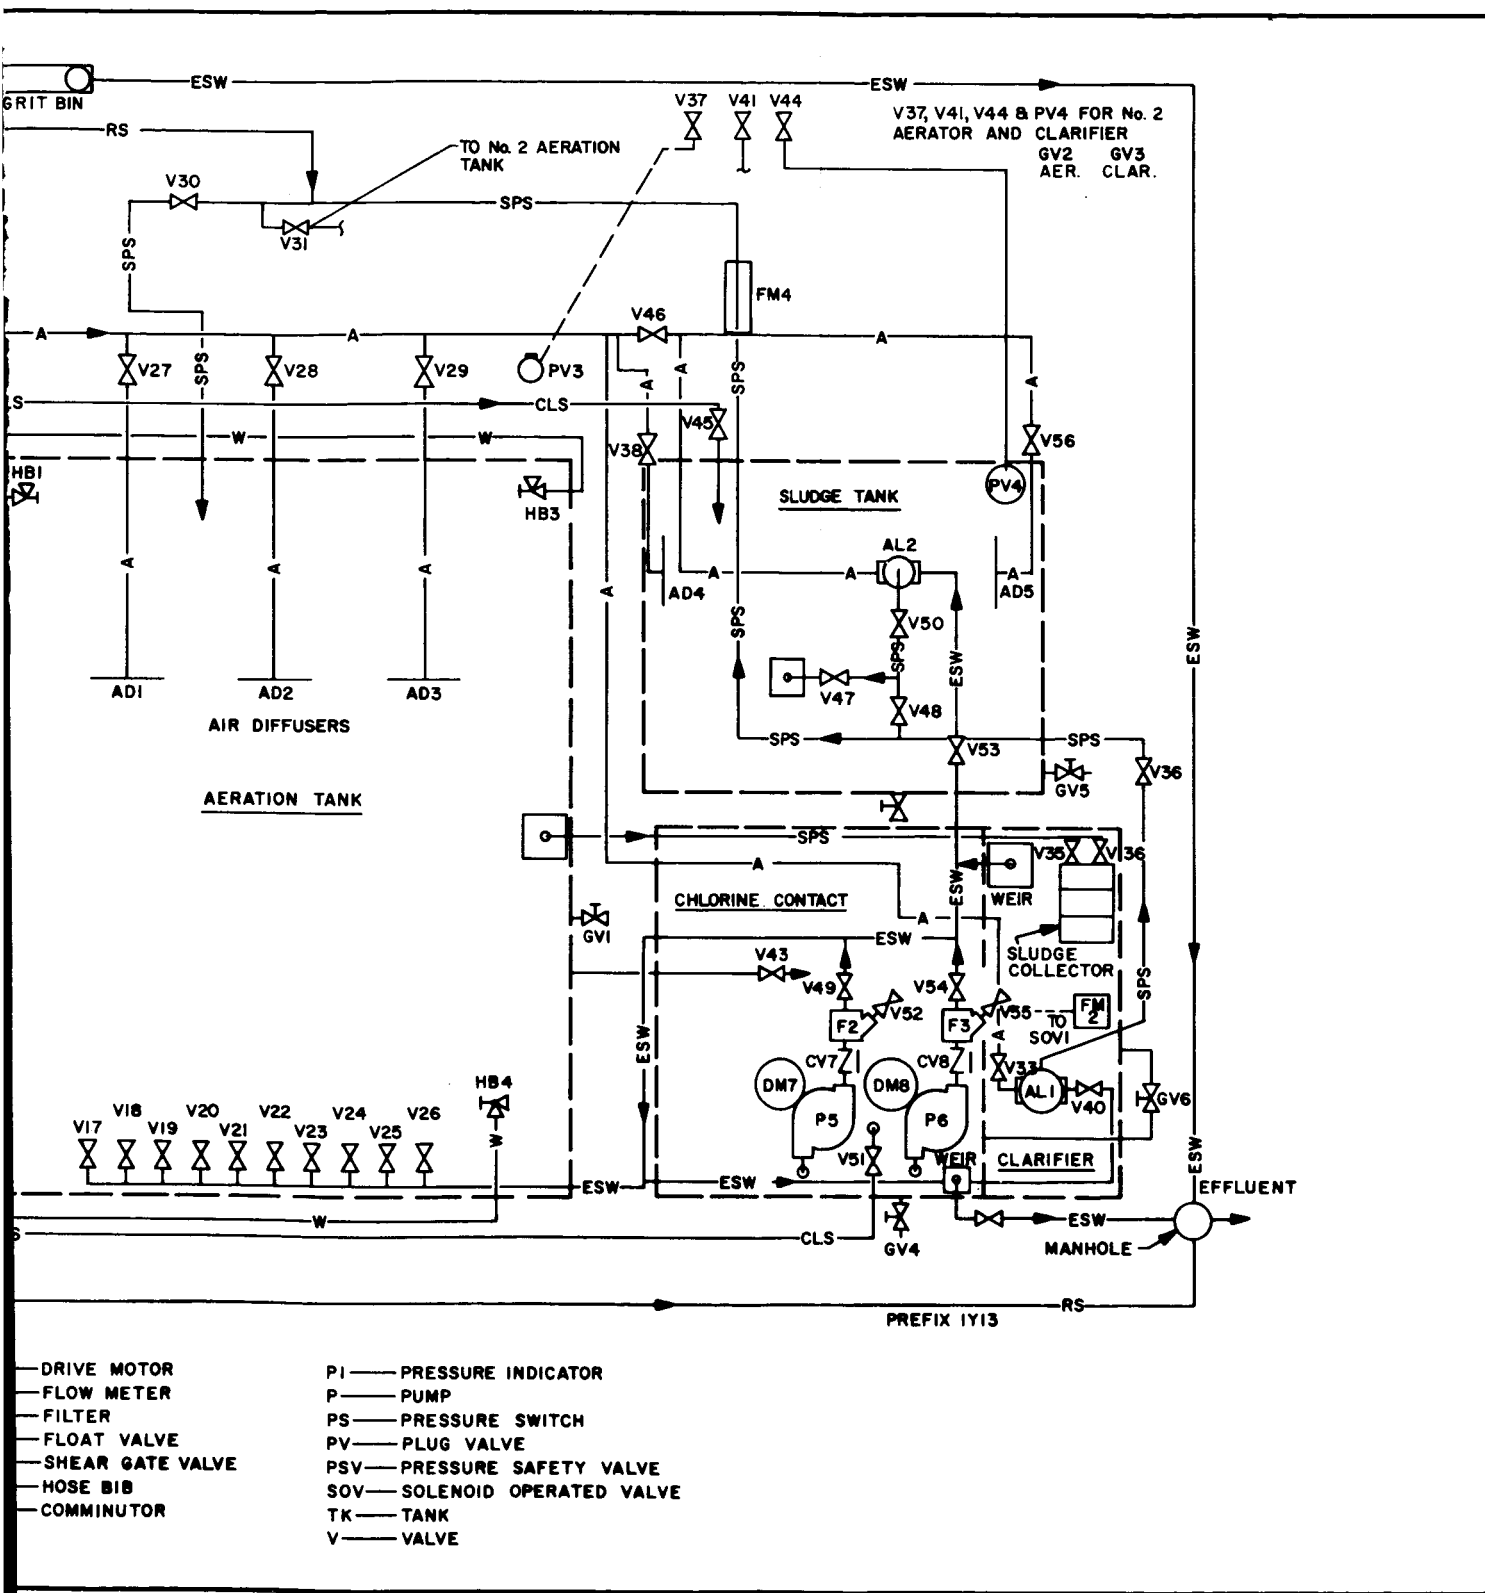 GRIT BIN
ESW
ESW
RS
V37
V41
V44
V37, V41, V44 & PV4 FOR No. 2
AERATOR AND CLARIFIER
GV2 GV3
AER. CLAR.
TO No. 2 AERATION
TANK
V30
V31
SPS
SPS
SPS
FM4
V46
A
A
A
V27
V28
V29
PV3
A
A
SPS
A
S
CLS
V45
V38
V56
W
W
HB1
HB3
SLUDGE TANK
PV4
AL2
A
A
A
A
A
A
A
AD4
AD5
V50
SPS
SPS
ESW
ESW
V47
V48
AD1
AD2
AD3
AIR DIFFUSERS
SPS
SPS
V53
V36
GV5
AERATION TANK
SPS
V35
V36
A
WEIR
CHLORINE CONTACT
ESW
A
GV1
ESW
SLUDGE
COLLECTOR
V43
V49
V54
SPS
V52
V55
FM
2
F2
F3
TO
SOV1
ESW
A
CV7
CV8
V33
DM7
DM8
AL1
V40
GV6
HB4
P5
P6
V18
V20
V22
V24
V26
V17
V19
V21
V23
V25
W
V51
WEIR
CLARIFIER
ESW
ESW
ESW
EFFLUENT
W
ESW
S
CLS
GV4
MANHOLE
RS
PREFIX 1Y13
DRIVE MOTOR
FLOW METER
FILTER
FLOAT VALVE
SHEAR GATE VALVE
HOSE BIB
COMMINUTOR
PI PRESSURE INDICATOR
P PUMP
PS PRESSURE SWITCH
PV PLUG VALVE
PSV PRESSURE SAFETY VALVE
SOV SOLENOID OPERATED VALVE
TK TANK
V VALVE